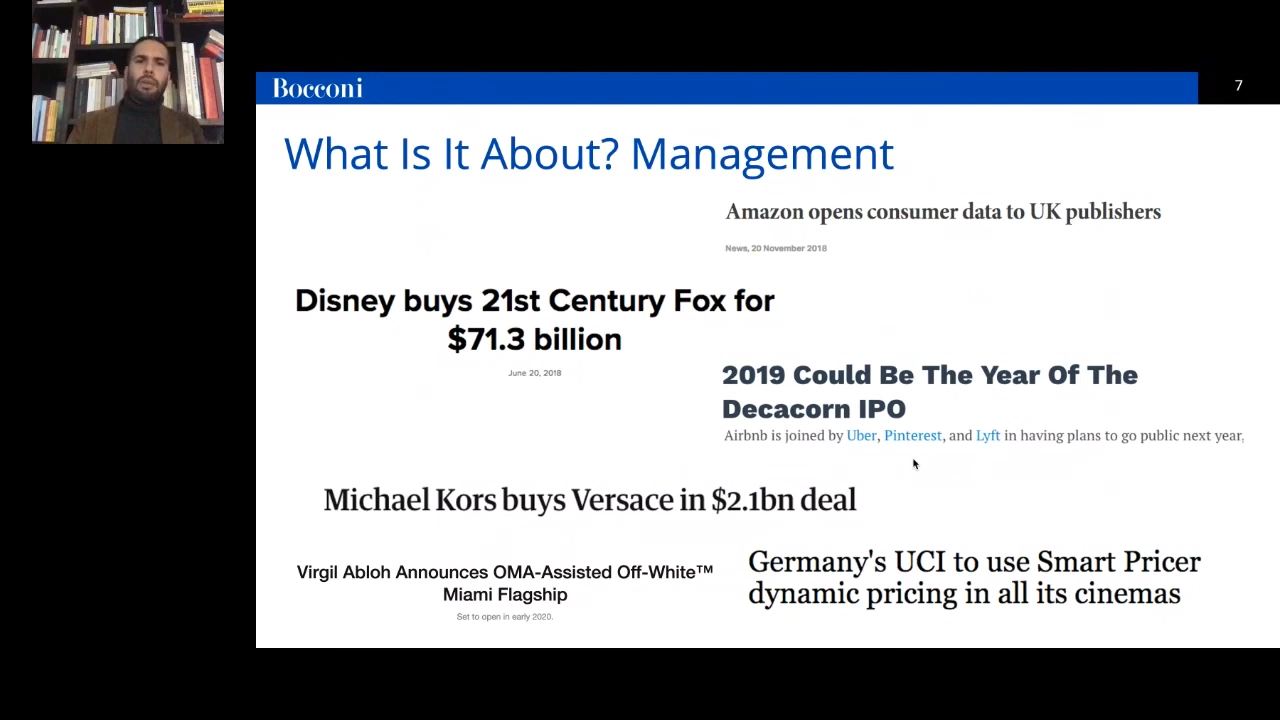 Bocconi
7
What Is It About? Management
Amazon opens consumer data to UK publishers
News, 20 November 2018
Disney buys 21st Century Fox for
$71.3 billion
June 20, 2018
2019 Could Be The Year Of The
Decacorn IPO
Airbnb is joined by Uber, Pinterest, and Lyft in having plans to go public next year,
Michael Kors buys Versace in $2.1bn deal
Virgil Abloh Announces OMA-Assisted Off-White™
Miami Flagship
Set to open in early 2020.
Germany's UCI to use Smart Pricer
dynamic pricing in all its cinemas